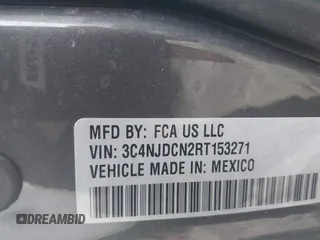 MFD BY: FCA US LLC
VIN: 3C4NJDCN2RT153271
VEHICLE MADE IN: MEXICO
DREAMBID